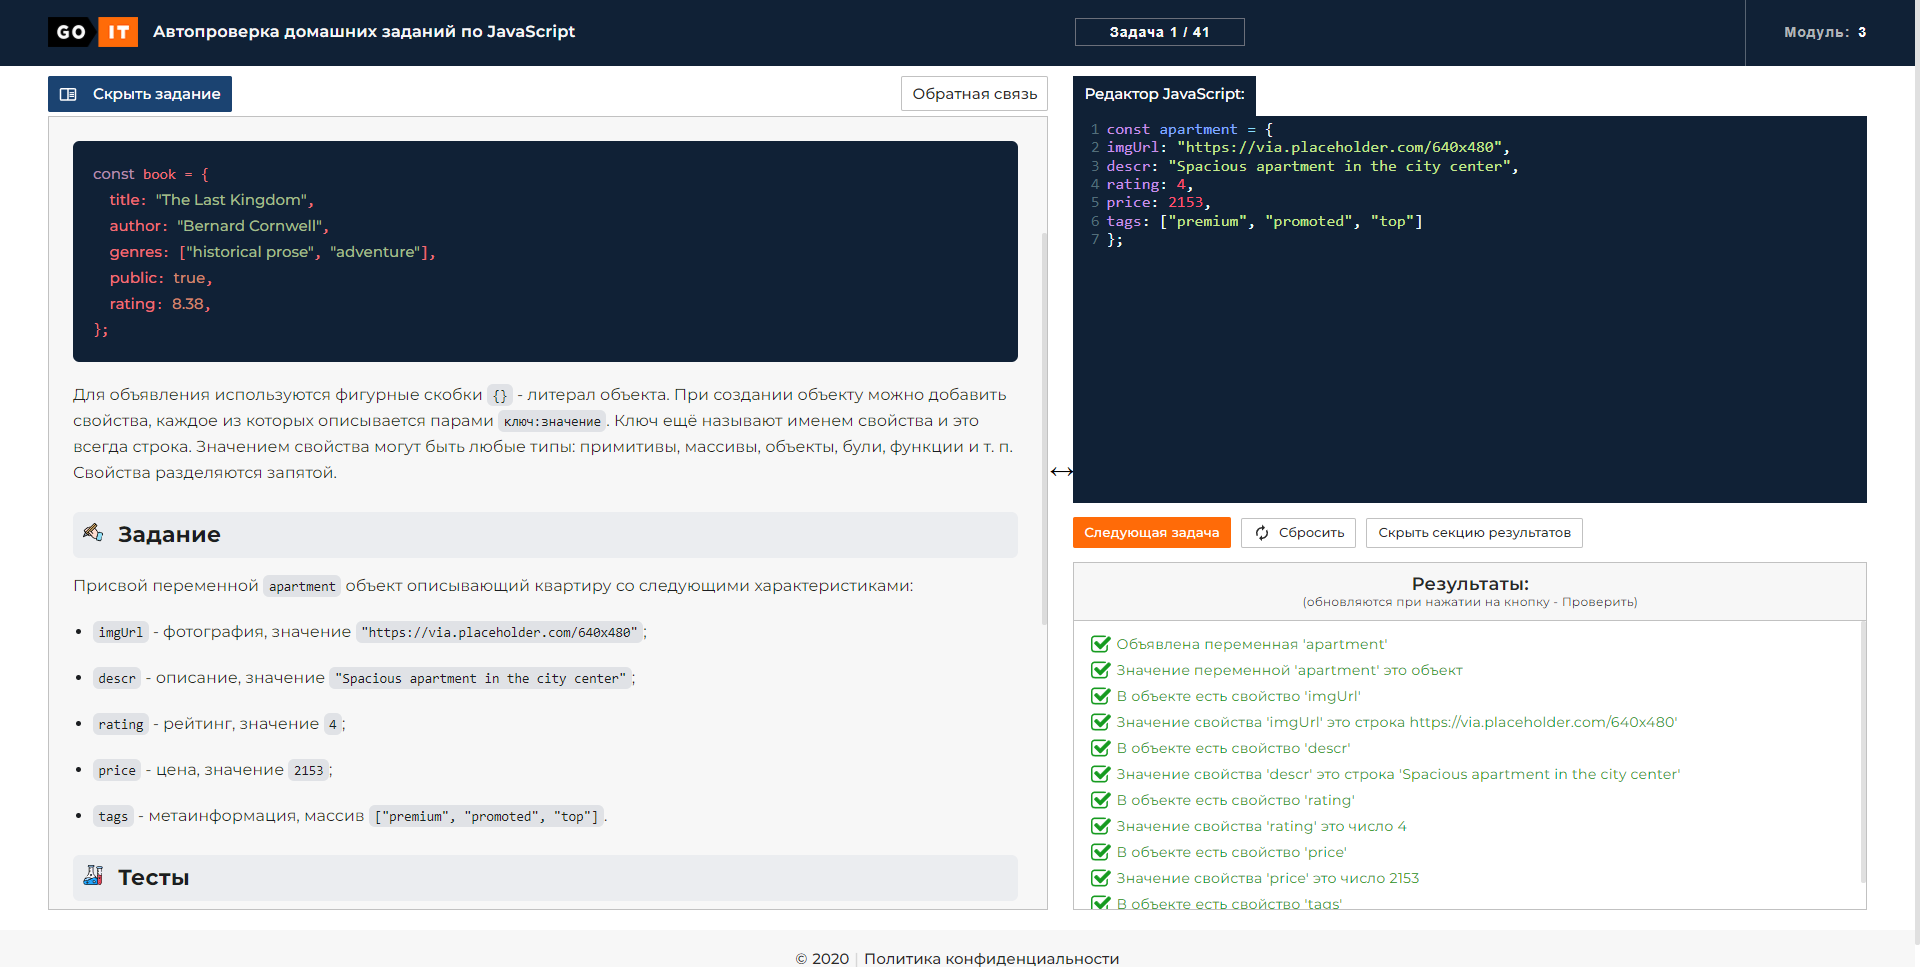 GO IT Автопроверка домашних заданий по JavaScript
Задача 1 / 41
Модуль: 3
Скрыть задание
Обратная связь
const book = {
title: "The Last Kingdom",
author: "Bernard Cornwell",
genres: ["historical prose", "adventure"],
public: true,
rating: 8.38,
};
Для объявления используются фигурные скобки {} - литерал объекта. При создании объекту можно добавить
свойства, каждое из которых описывается парами ключ:значение. Ключ ещё называют именем свойства и это
всегда строка. Значением свойства могут быть любые типы: примитивы, массивы, объекты, були, функции и т. п.
Свойства разделяются запятой.
Задание
Присвой переменной apartment объект описывающий квартиру со следующими характеристиками:
• imgUrl - фотография, значение "https://via.placeholder.com/640x480";
• descr - описание, значение "Spacious apartment in the city center";
• rating - рейтинг, значение 4;
• price - цена, значение 2153;
• tags - метаинформация, массив ["premium", "promoted", "top"].
Тесты
Редактор JavaScript:
1 const apartment = {
2 imgUrl: "https://via.placeholder.com/640x480",
3 descr: "Spacious apartment in the city center",
4 rating: 4,
5 price: 2153,
6 tags: ["premium", "promoted", "top"]
7 };
Следующая задача
Сбросить
Скрыть секцию результатов
Результаты:
(обновляются при нажатии на кнопку - Проверить)
Объявлена переменная 'apartment'
Значение переменной 'apartment' это объект
В объекте есть свойство 'imgUrl'
Значение свойства 'imgUrl' это строка https://via.placeholder.com/640x480'
В объекте есть свойство 'descr'
Значение свойства 'descr' это строка 'Spacious apartment in the city center'
В объекте есть свойство 'rating'
Значение свойства 'rating' это число 4
В объекте есть свойство 'price'
Значение свойства 'price' это число 2153
В объекте есть свойство 'tags'
© 2020 | Политика конфиденциальности